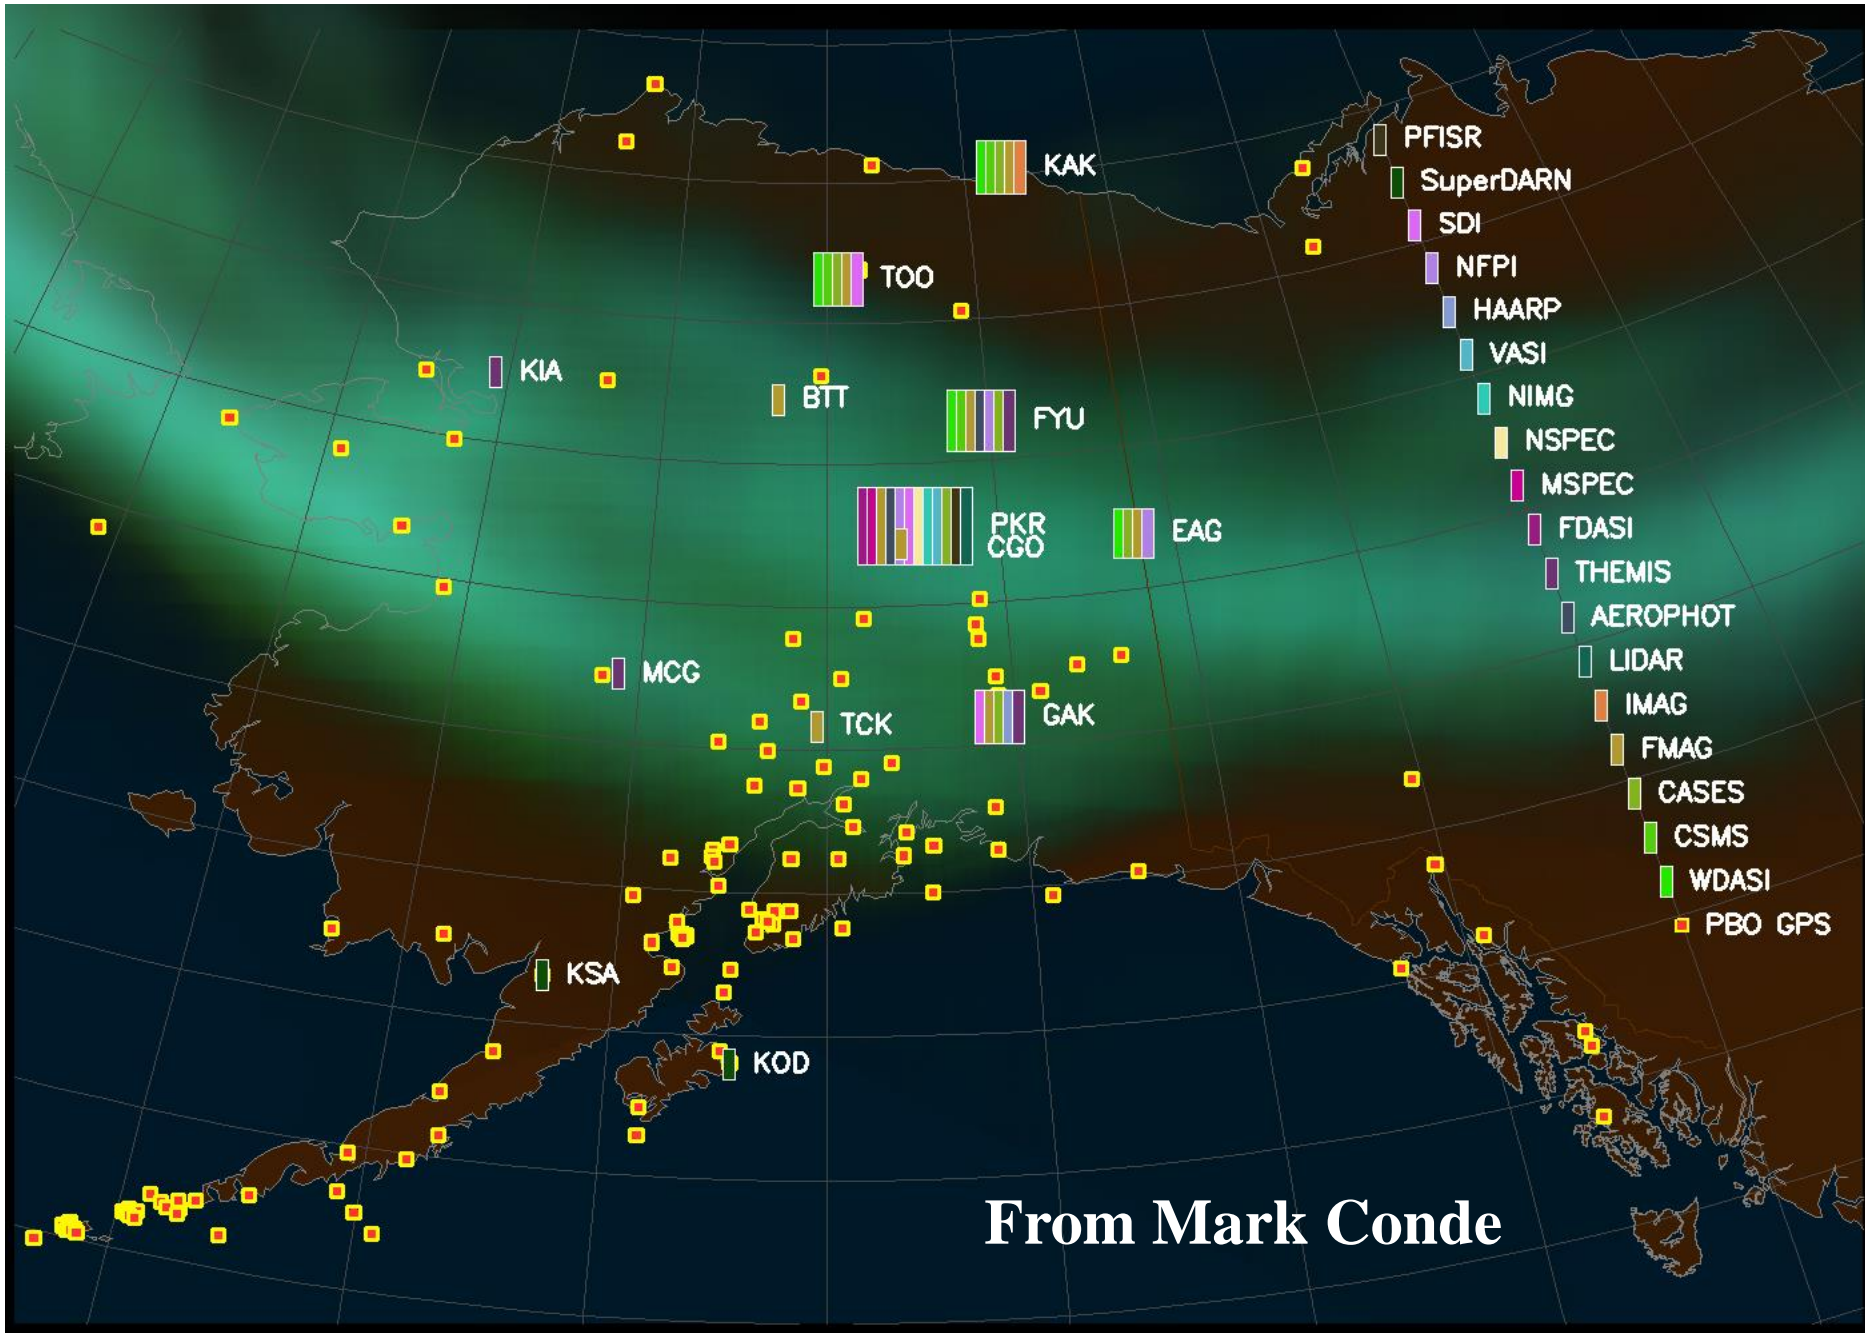 KAK
TOO
KIA
BTT
FYU
PKR
CGO
EAG
MCG
TCK
GAK
KSA
KOD
PFISR
SuperDARN
SDI
NFPI
HAARP
VASI
NIMG
NSPEC
MSPEC
FDASI
THEMIS
AEROPHOT
LIDAR
IMAG
FMAG
CASES
CSMS
WDASI
PBO GPS
From Mark Conde